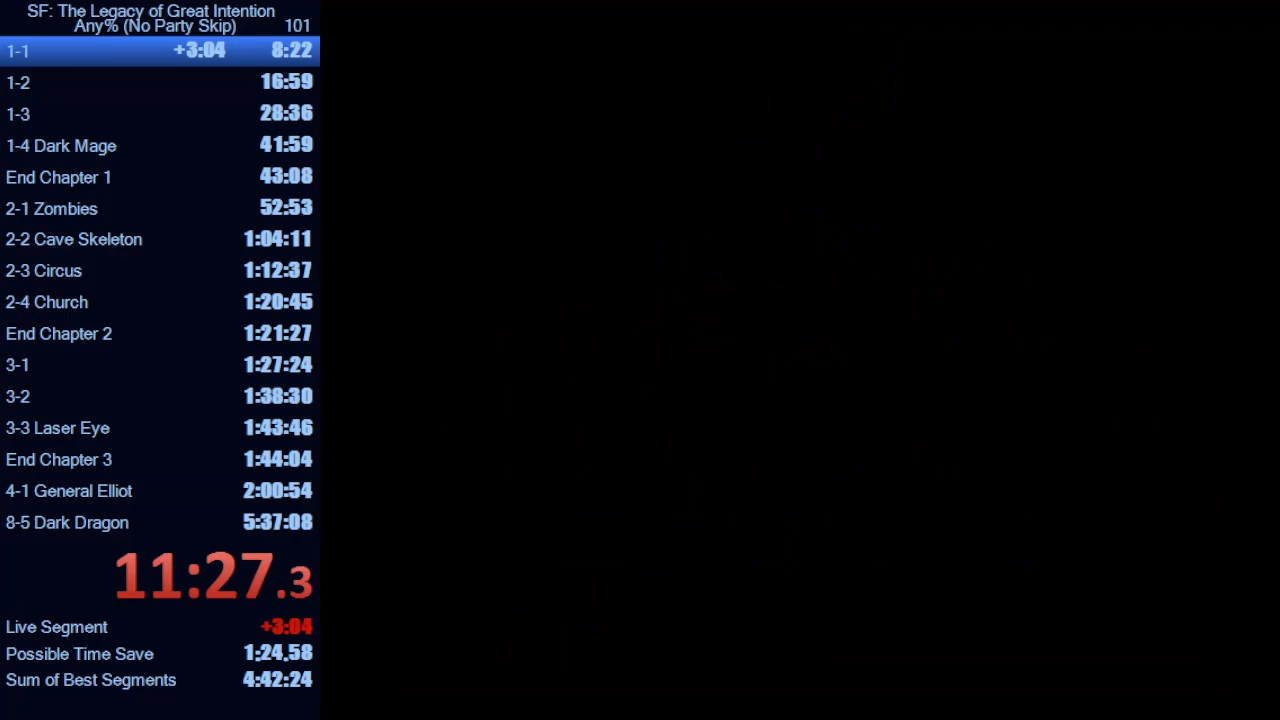 SF: The Legacy of Great Intention
Any% (No Party Skip) 101
1-1 +3:04 8:22
1-2 16:59
1-3 28:36
1-4 Dark Mage 41:59
End Chapter 1 43:08
2-1 Zombies 52:53
2-2 Cave Skeleton 1:04:11
2-3 Circus 1:12:37
2-4 Church 1:20:45
End Chapter 2 1:21:27
3-1 1:27:24
3-2 1:38:30
3-3 Laser Eye 1:43:46
End Chapter 3 1:44:04
4-1 General Elliot 2:00:54
8-5 Dark Dragon 5:37:08
11:27.3
Live Segment +3:04
Possible Time Save 1:24.58
Sum of Best Segments 4:42:24